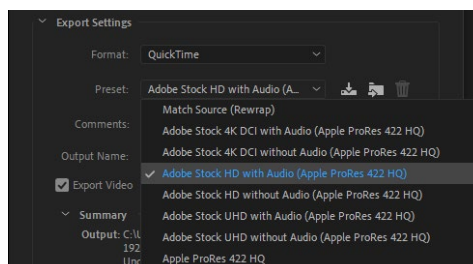 Export Settings
Format: QuickTime
Preset: Adobe Stock HD with Audio (A...
Match Source (Rewrap)
Adobe Stock 4K DCI with Audio (Apple ProRes 422 HQ)
Comments:
Adobe Stock 4K DCI without Audio (Apple ProRes 422 HQ)
Output Name:
Adobe Stock HD with Audio (Apple ProRes 422 HQ)
Export Video
Adobe Stock HD without Audio (Apple ProRes 422 HQ)
Summary
Adobe Stock UHD with Audio (Apple ProRes 422 HQ)
Output: C:\
Adobe Stock UHD without Audio (Apple ProRes 422 HQ)
192
Apple ProRes 422 HQ